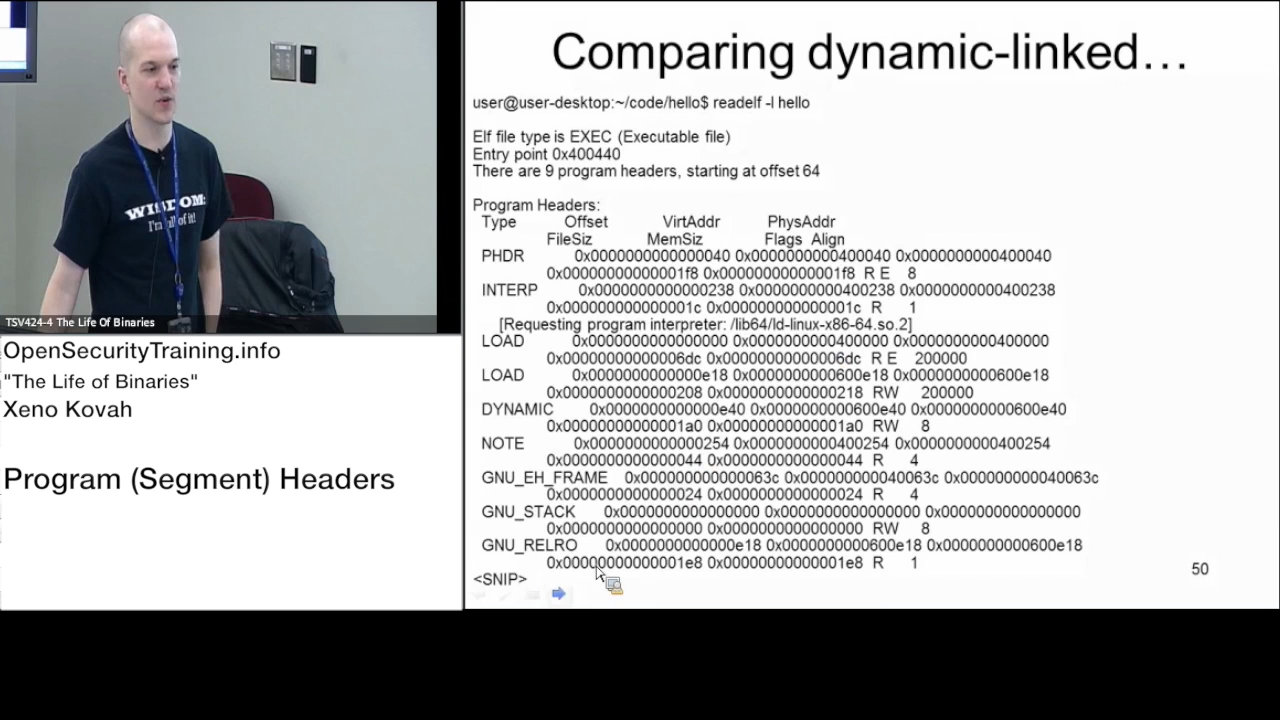 WISDOM:
I'm full of it!
TSV424-4 The Life Of Binaries
OpenSecurityTraining.info
"The Life of Binaries"
Xeno Kovah
Program (Segment) Headers
Comparing dynamic-linked…
user@user-desktop:~/code/hello$ readelf -l hello
Elf file type is EXEC (Executable file)
Entry point 0x400440
There are 9 program headers, starting at offset 64
Program Headers:
Type Offset VirtAddr PhysAddr
FileSiz MemSiz Flags Align
PHDR 0x0000000000000040 0x0000000000400040 0x0000000000400040
0x00000000000001f8 0x00000000000001f8 R E 8
INTERP 0x0000000000000238 0x0000000000400238 0x0000000000400238
0x000000000000001c 0x000000000000001c R 1
[Requesting program interpreter: /lib64/ld-linux-x86-64.so.2]
LOAD 0x0000000000000000 0x0000000000400000 0x0000000000400000
0x00000000000006dc 0x00000000000006dc R E 200000
LOAD 0x0000000000000e18 0x0000000000600e18 0x0000000000600e18
0x0000000000000208 0x0000000000000218 RW 200000
DYNAMIC 0x0000000000000e40 0x0000000000600e40 0x0000000000600e40
0x00000000000001a0 0x00000000000001a0 RW 8
NOTE 0x0000000000000254 0x0000000000400254 0x0000000000400254
0x0000000000000044 0x0000000000000044 R 4
GNU_EH_FRAME 0x000000000000063c 0x000000000040063c 0x000000000040063c
0x0000000000000024 0x0000000000000024 R 4
GNU_STACK 0x0000000000000000 0x0000000000000000 0x0000000000000000
0x0000000000000000 0x0000000000000000 RW 8
GNU_RELRO 0x0000000000000e18 0x0000000000600e18 0x0000000000600e18
0x00000000000001e8 0x00000000000001e8 R 1
<SNIP>
50